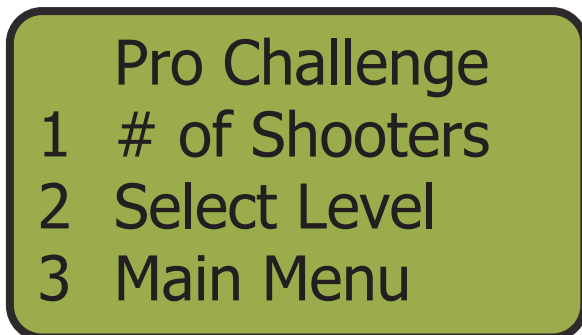 Pro Challenge
1 # of Shooters
2 Select Level
3 Main Menu